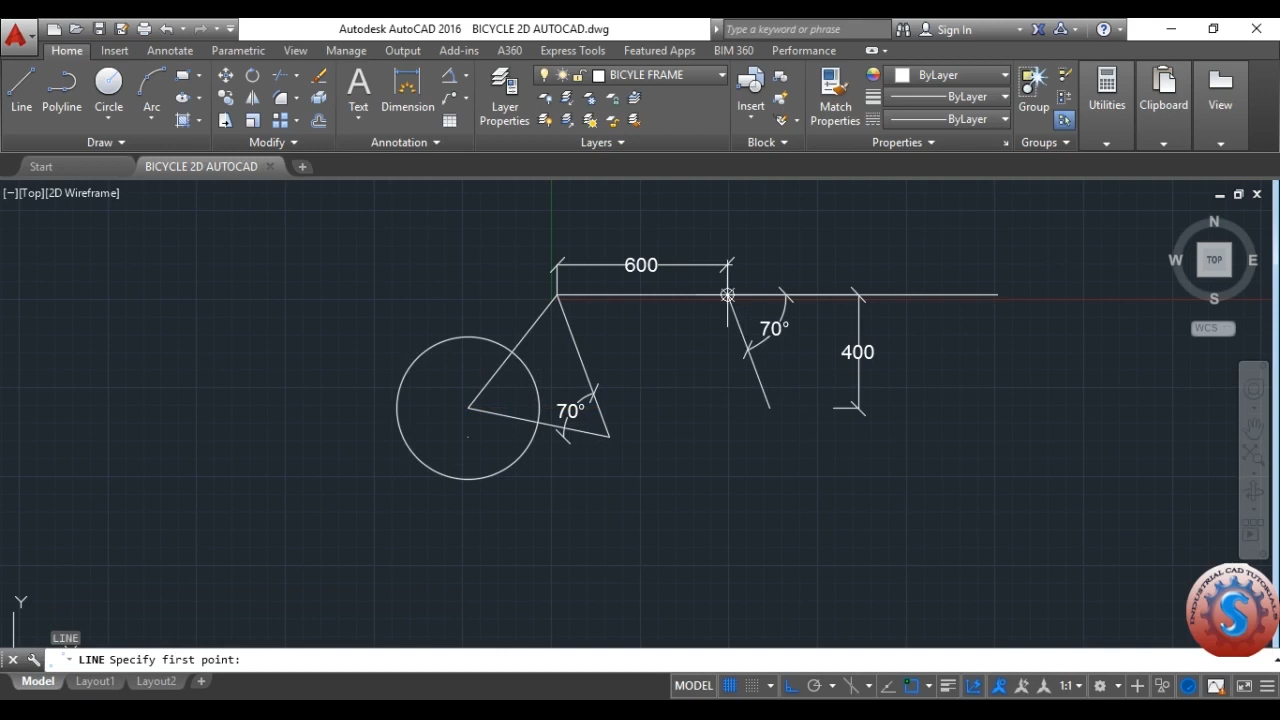 Autodesk AutoCAD 2016 BICYCLE 2D AUTOCAD.dwg
Type a keyword or phrase
Sign In
Home Insert Annotate Parametric View Manage Output Add-ins A360 Express Tools Featured Apps BIM 360 Performance
Line Polyline Circle Arc
Text Dimension
Layer Properties
BICYLE FRAME
Insert
Match Properties
ByLayer
ByLayer
ByLayer
Group
Utilities
Clipboard
View
Draw Modify Annotation Layers Block Properties Groups
Start BICYCLE 2D AUTOCAD
[−][Top][2D Wireframe]
N
W TOP E
S
WCS
600
70°
400
70°
Y
INDUSTRIAL CAD TUTORIALS
S
LINE
LINE Specify first point:
Model Layout1 Layout2
MODEL 1:1